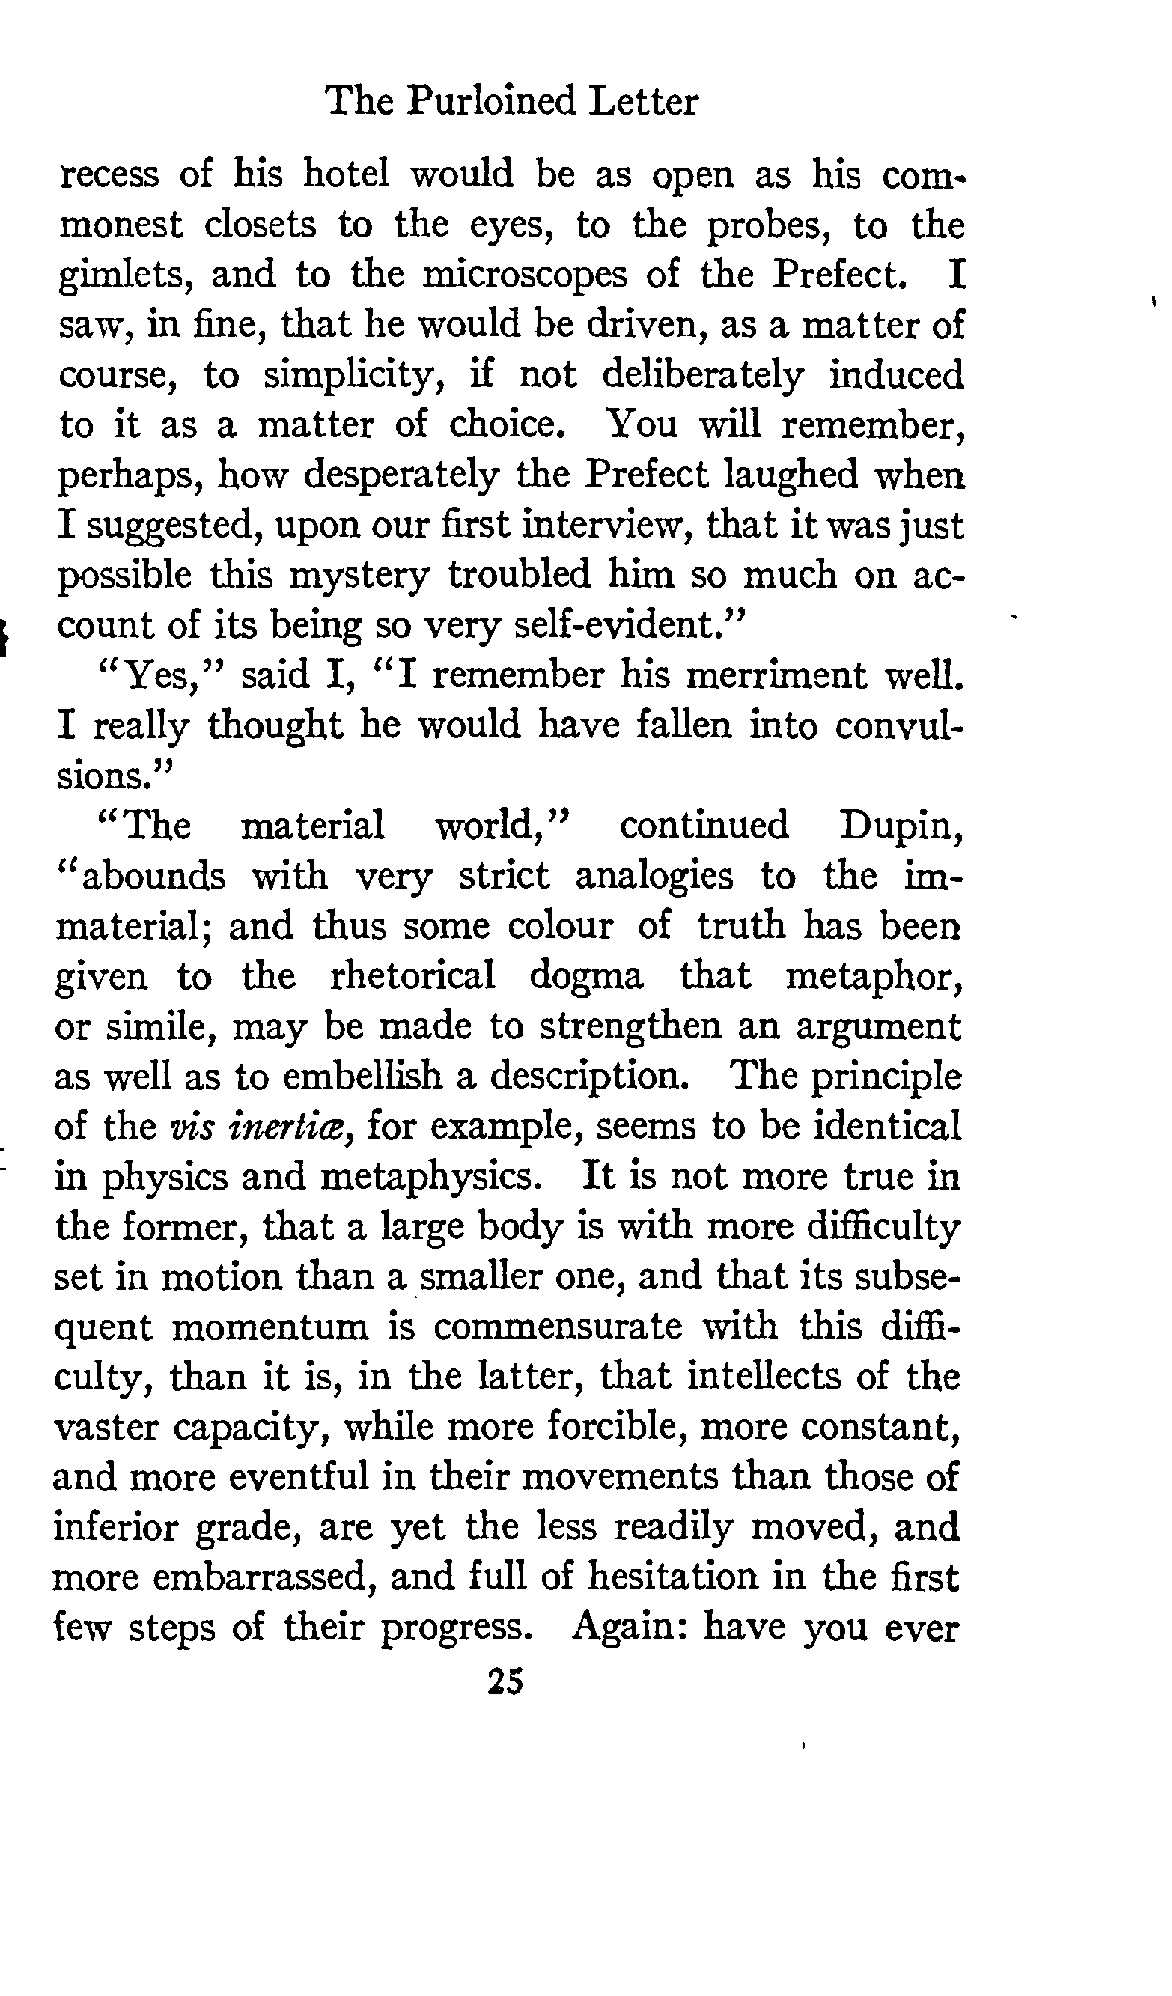 The Purloined Letter
recess of his hotel would be as open as his com-
monest closets to the eyes, to the probes, to the
gimlets, and to the microscopes of the Prefect. I
saw, in fine, that he would be driven, as a matter of
course, to simplicity, if not deliberately induced
to it as a matter of choice. You will remember,
perhaps, how desperately the Prefect laughed when
I suggested, upon our first interview, that it was just
possible this mystery troubled him so much on ac-
count of its being so very self-evident."
"Yes," said I, "I remember his merriment well.
I really thought he would have fallen into convul-
sions."
"The material world," continued Dupin,
"abounds with very strict analogies to the im-
material; and thus some colour of truth has been
given to the rhetorical dogma that metaphor,
or simile, may be made to strengthen an argument
as well as to embellish a description. The principle
of the vis inertiæ, for example, seems to be identical
in physics and metaphysics. It is not more true in
the former, that a large body is with more difficulty
set in motion than a smaller one, and that its subse-
quent momentum is commensurate with this diffi-
culty, than it is, in the latter, that intellects of the
vaster capacity, while more forcible, more constant,
and more eventful in their movements than those of
inferior grade, are yet the less readily moved, and
more embarrassed, and full of hesitation in the first
few steps of their progress. Again: have you ever
25